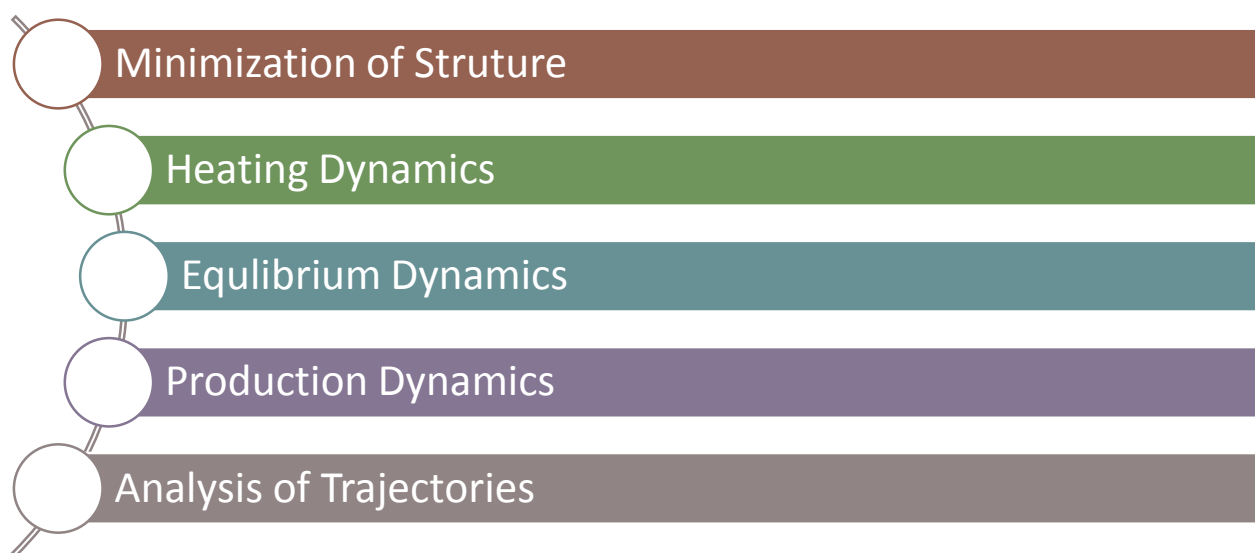 Minimization of Struture
Heating Dynamics
Equlibrium Dynamics
Production Dynamics
Analysis of Trajectories